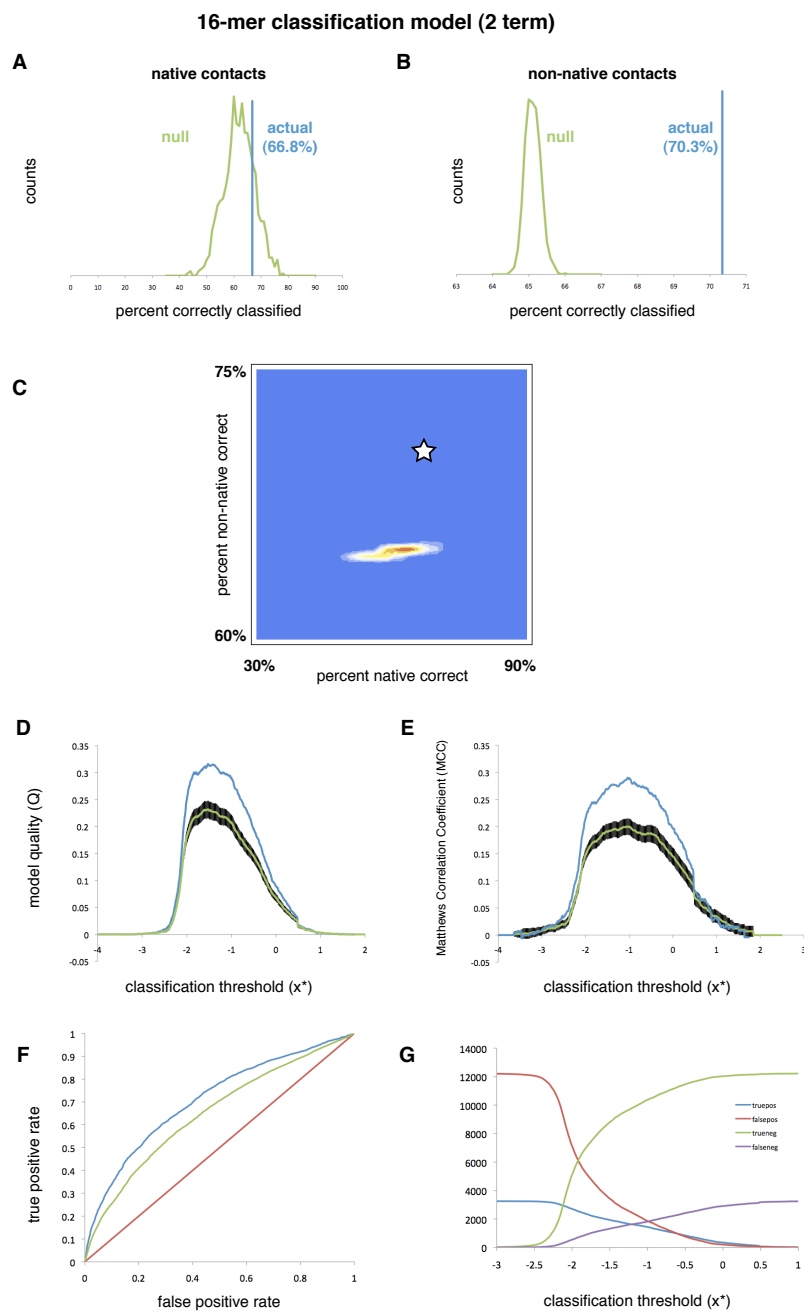 16-mer classification model (2 term)
A
native contacts
counts
null
actual
(66.8%)
0 10 20 30 40 50 60 70 80 90 100
percent correctly classified
B
non-native contacts
counts
null
actual
(70.3%)
63 64 65 66 67 68 69 70 71
percent correctly classified
C
75%
percent non-native correct
60%
30% 90%
percent native correct
D
model quality (Q)
0.35
0.3
0.25
0.2
0.15
0.1
0.05
0
-0.05
-4 -3 -2 -1 0 1 2
classification threshold (x*)
E
Matthews Correlation Coefficient (MCC)
0.35
0.3
0.25
0.2
0.15
0.1
0.05
0
-0.05
-4 -3 -2 -1 0 1 2 3
classification threshold (x*)
F
true positive rate
1
0.9
0.8
0.7
0.6
0.5
0.4
0.3
0.2
0.1
0
0 0.2 0.4 0.6 0.8 1
false positive rate
G
14000
12000
10000
8000
6000
4000
2000
0
truepos
falsepos
trueneg
falseneg
-3 -2.5 -2 -1.5 -1 -0.5 0 0.5 1
classification threshold (x*)